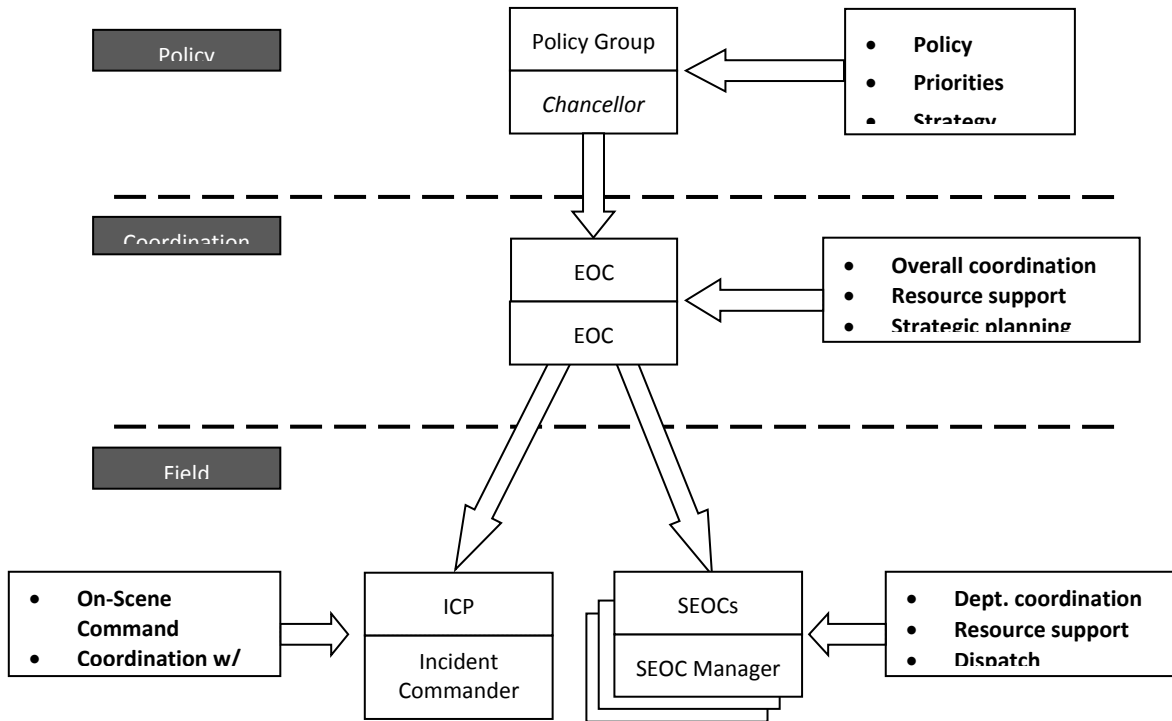 Policy
Policy Group
Chancellor
• Policy
• Priorities
• Strategy
Coordination
EOC
EOC
• Overall coordination
• Resource support
• Strategic planning
Field
• On-Scene
Command
• Coordination w/
ICP
Incident
Commander
SEOCs
SEOC Manager
• Dept. coordination
• Resource support
• Dispatch